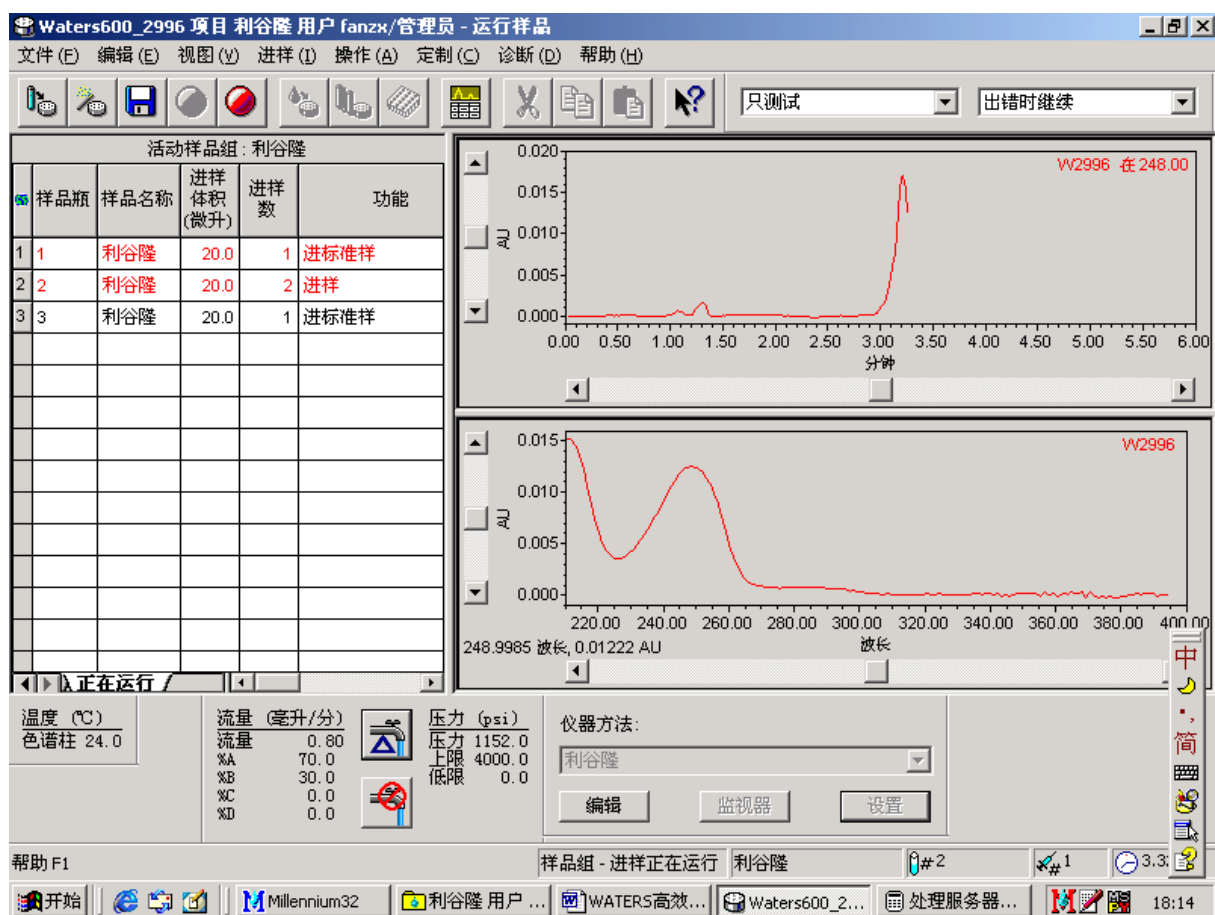 Waters600_2996 项目 利谷隆 用户 fanzx/管理员 - 运行样品
文件(F) 编辑(E) 视图(V) 进样(I) 操作(A) 定制(C) 诊断(D) 帮助(H)
只测试 出错时继续
活动样品组:利谷隆
样品瓶 样品名称 进样体积(微升) 进样数 功能
1 1 利谷隆 20.0 1 进标准样
2 2 利谷隆 20.0 2 进样
3 3 利谷隆 20.0 1 进标准样
正在运行
W2996 在 248.00
AU
0.020
0.015
0.010
0.005
0.000
0.00 0.50 1.00 1.50 2.00 2.50 3.00 3.50 4.00 4.50 5.00 5.50 6.00
分钟
W2996
AU
0.015
0.010
0.005
0.000
220.00 240.00 260.00 280.00 300.00 320.00 340.00 360.00 380.00 400.00
248.9985 波长, 0.01222 AU
波长
温度 (℃)
色谱柱 24.0
流量 (毫升/分)
流量 0.80
%A 70.0
%B 30.0
%C 0.0
%D 0.0
压力 (psi)
压力 1152.0
上限 4000.0
低限 0.0
仪器方法:
利谷隆
编辑 监视器 设置
中
简
帮助 F1
样品组 - 进样正在运行 利谷隆 #2 #1
开始 Millennium32 利谷隆 用户 ... WATERS高效... Waters600_2... 处理服务器... 18:14